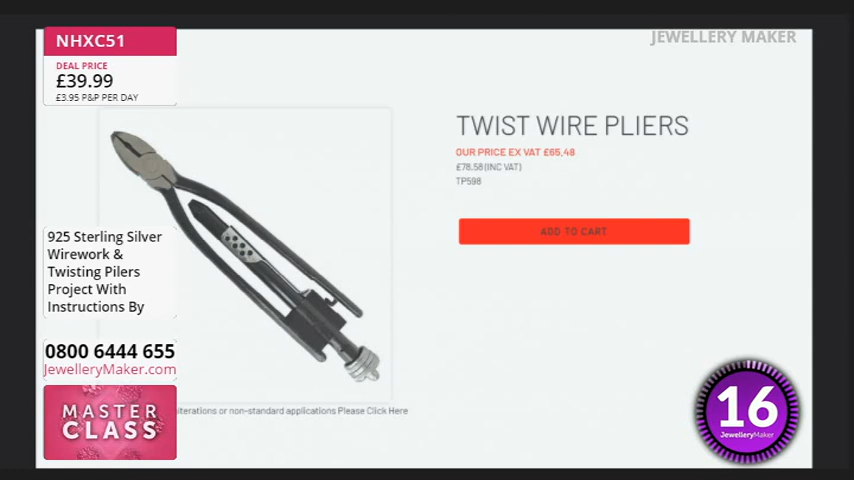 NHXC51
DEAL PRICE
£39.99
£3.95 P&P PER DAY
JEWELLERY MAKER
TWIST WIRE PLIERS
OUR PRICE EX VAT £65.48
£78.58(INC VAT)
TP598
ADD TO CART
925 Sterling Silver
Wirework &
Twisting Pilers
Project With
Instructions By
0800 6444 655
JewelleryMaker.com
MASTER
CLASS
or non-standard applications Please Click Here
16
JewelleryMaker